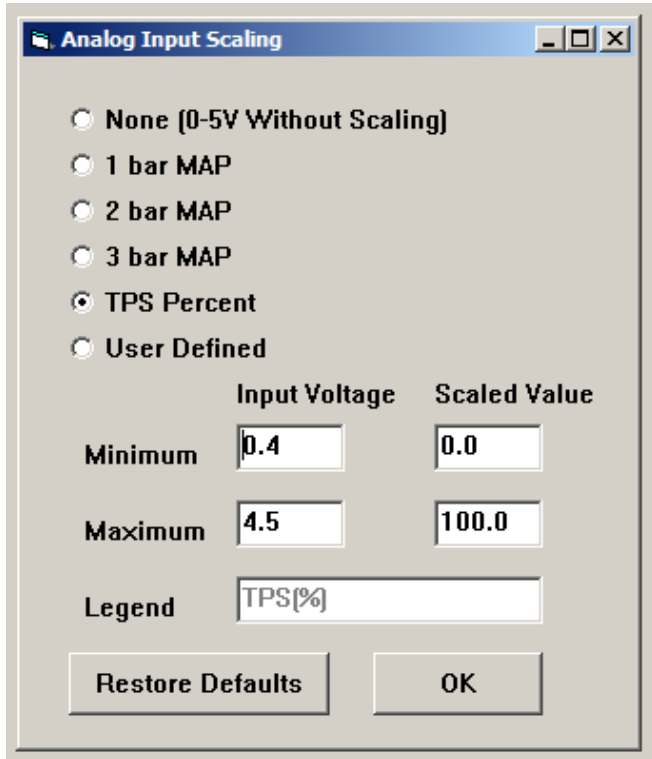 Analog Input Scaling
None (0-5V Without Scaling)
1 bar MAP
2 bar MAP
3 bar MAP
TPS Percent
User Defined
Input Voltage Scaled Value
Minimum 0.4 0.0
Maximum 4.5 100.0
Legend TPS(%)
Restore Defaults OK